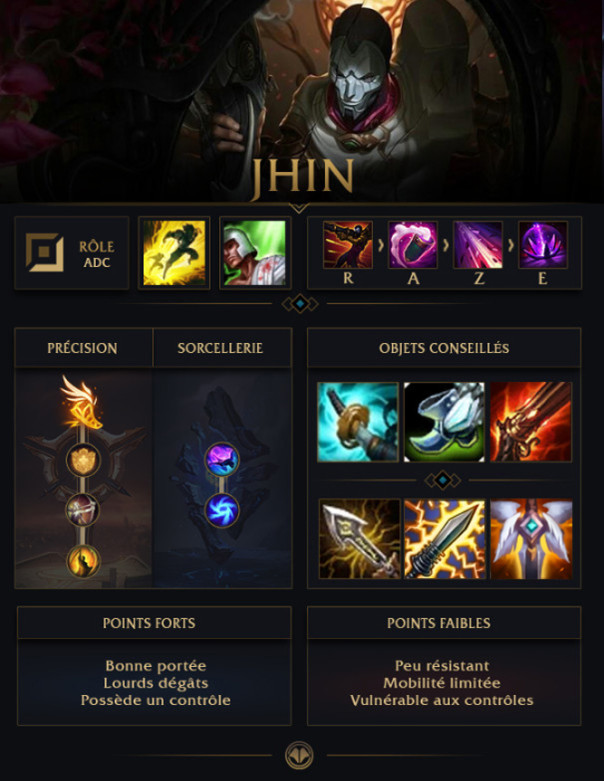 JHIN
RÔLE
ADC
R
A
Z
E
PRÉCISION
SORCELLERIE
OBJETS CONSEILLÉS
POINTS FORTS
Bonne portée
Lourds dégâts
Possède un contrôle
POINTS FAIBLES
Peu résistant
Mobilité limitée
Vulnérable aux contrôles